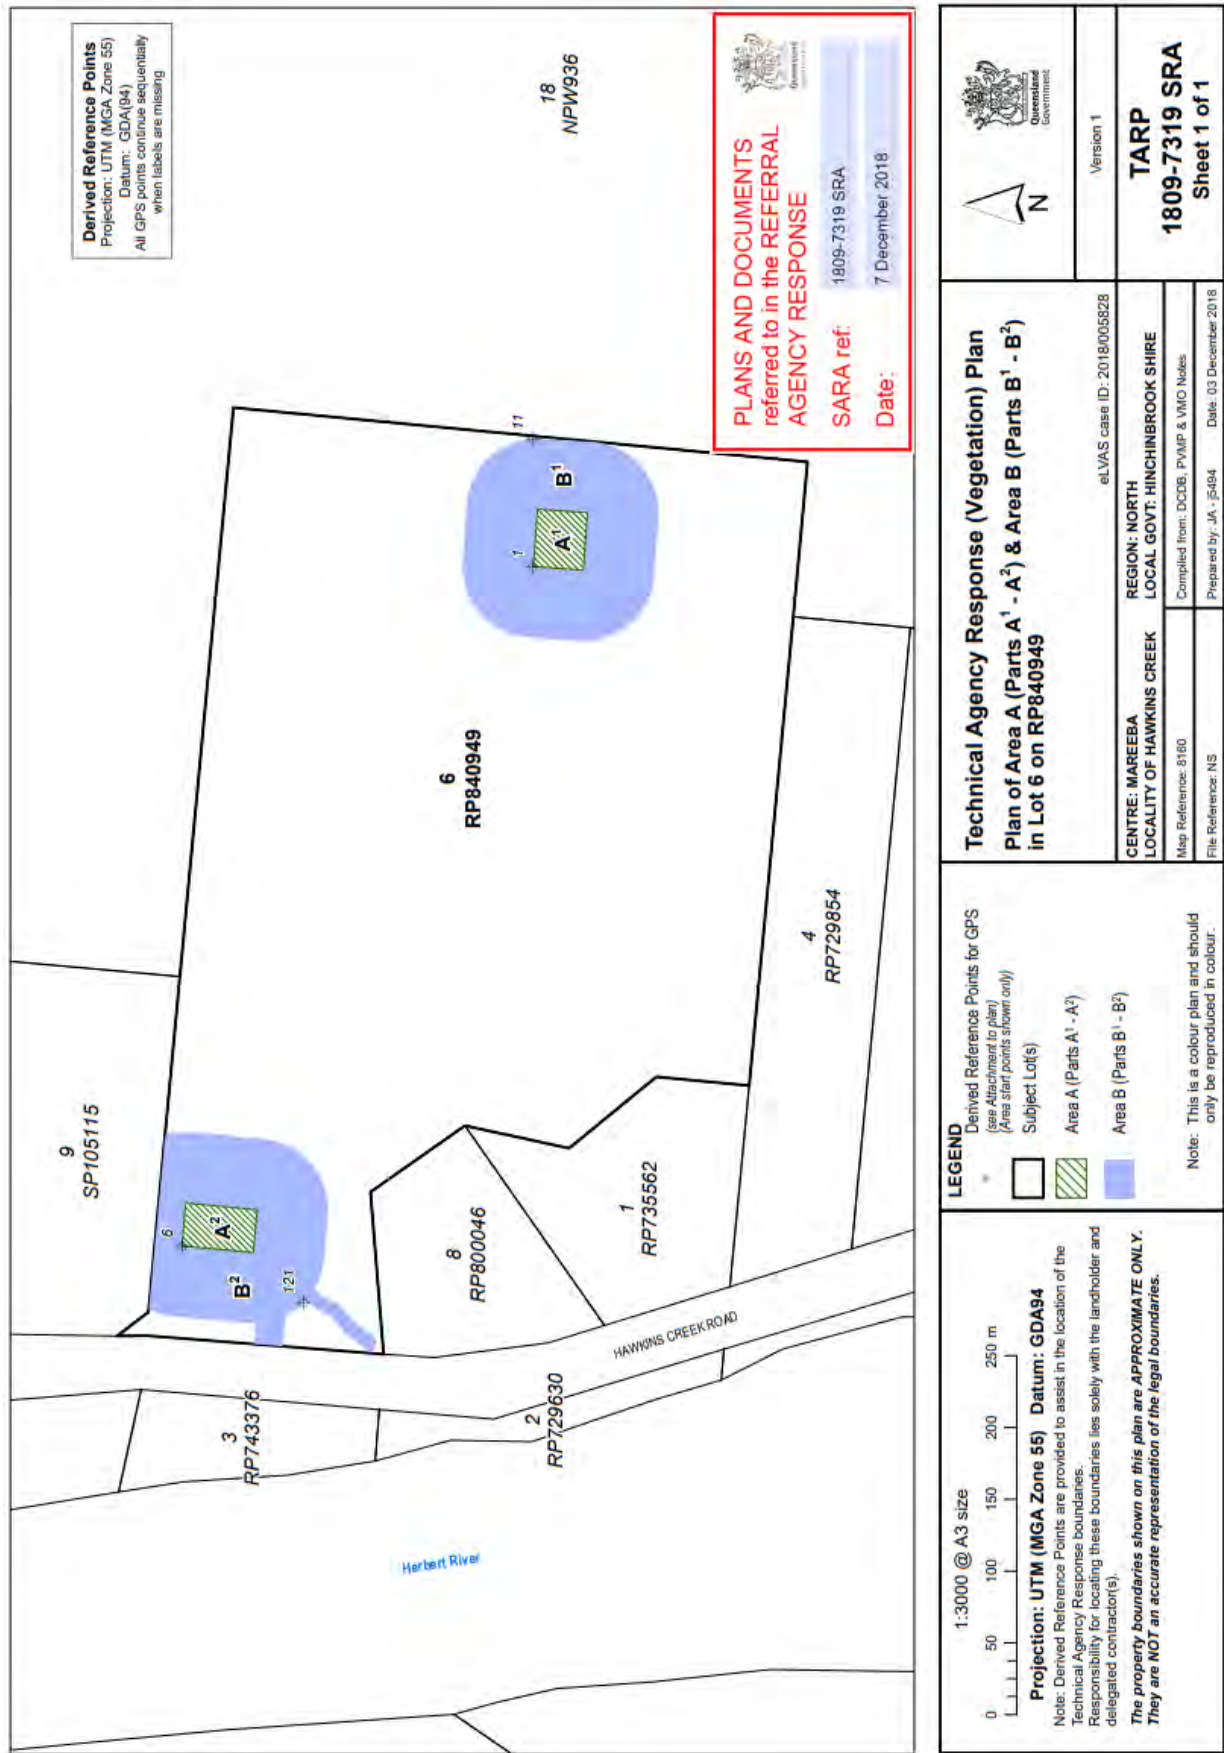 Derived Reference Points
Projection: UTM (MGA Zone 55)
Datum: GDA(94)
All GPS points continue sequentially
when labels are missing
18
NPW936
9
SP105115
6
A²
B²
121
3
RP743376
2
RP729630
Herbert River
HAWKINS CREEK ROAD
8
RP800046
1
RP735562
6
RP840949
4
RP729854
1
A¹
B¹
11
PLANS AND DOCUMENTS
referred to in the REFERRAL
AGENCY RESPONSE
SARA ref: 1809-7319 SRA
Date: 7 December 2018
Queensland
1:3000 @ A3 size
0 50 100 150 200 250 m
Projection: UTM (MGA Zone 55) Datum: GDA94
Note: Derived Reference Points are provided to assist in the location of the
Technical Agency Response boundaries.
Responsibility for locating these boundaries lies solely with the landholder and
delegated contractor(s).
The property boundaries shown on this plan are APPROXIMATE ONLY.
They are NOT an accurate representation of the legal boundaries.
LEGEND
Derived Reference Points for GPS
(see Attachment to plan)
(Area start points shown only)
Subject Lot(s)
Area A (Parts A¹ - A²)
Area B (Parts B¹ - B²)
Note: This is a colour plan and should
only be reproduced in colour.
Technical Agency Response (Vegetation) Plan
Plan of Area A (Parts A¹ - A²) & Area B (Parts B¹ - B²)
in Lot 6 on RP840949
eLVAS case ID: 2018/005828
CENTRE: MAREEBA
LOCALITY OF HAWKINS CREEK
REGION: NORTH
LOCAL GOVT: HINCHINBROOK SHIRE
Map Reference: 8160
Compiled from: DCDB, PVMP & VMO Notes
File Reference: NS
Prepared by: JA - j5494 Date: 03 December 2018
N
Queensland
Government
Version 1
TARP
1809-7319 SRA
Sheet 1 of 1